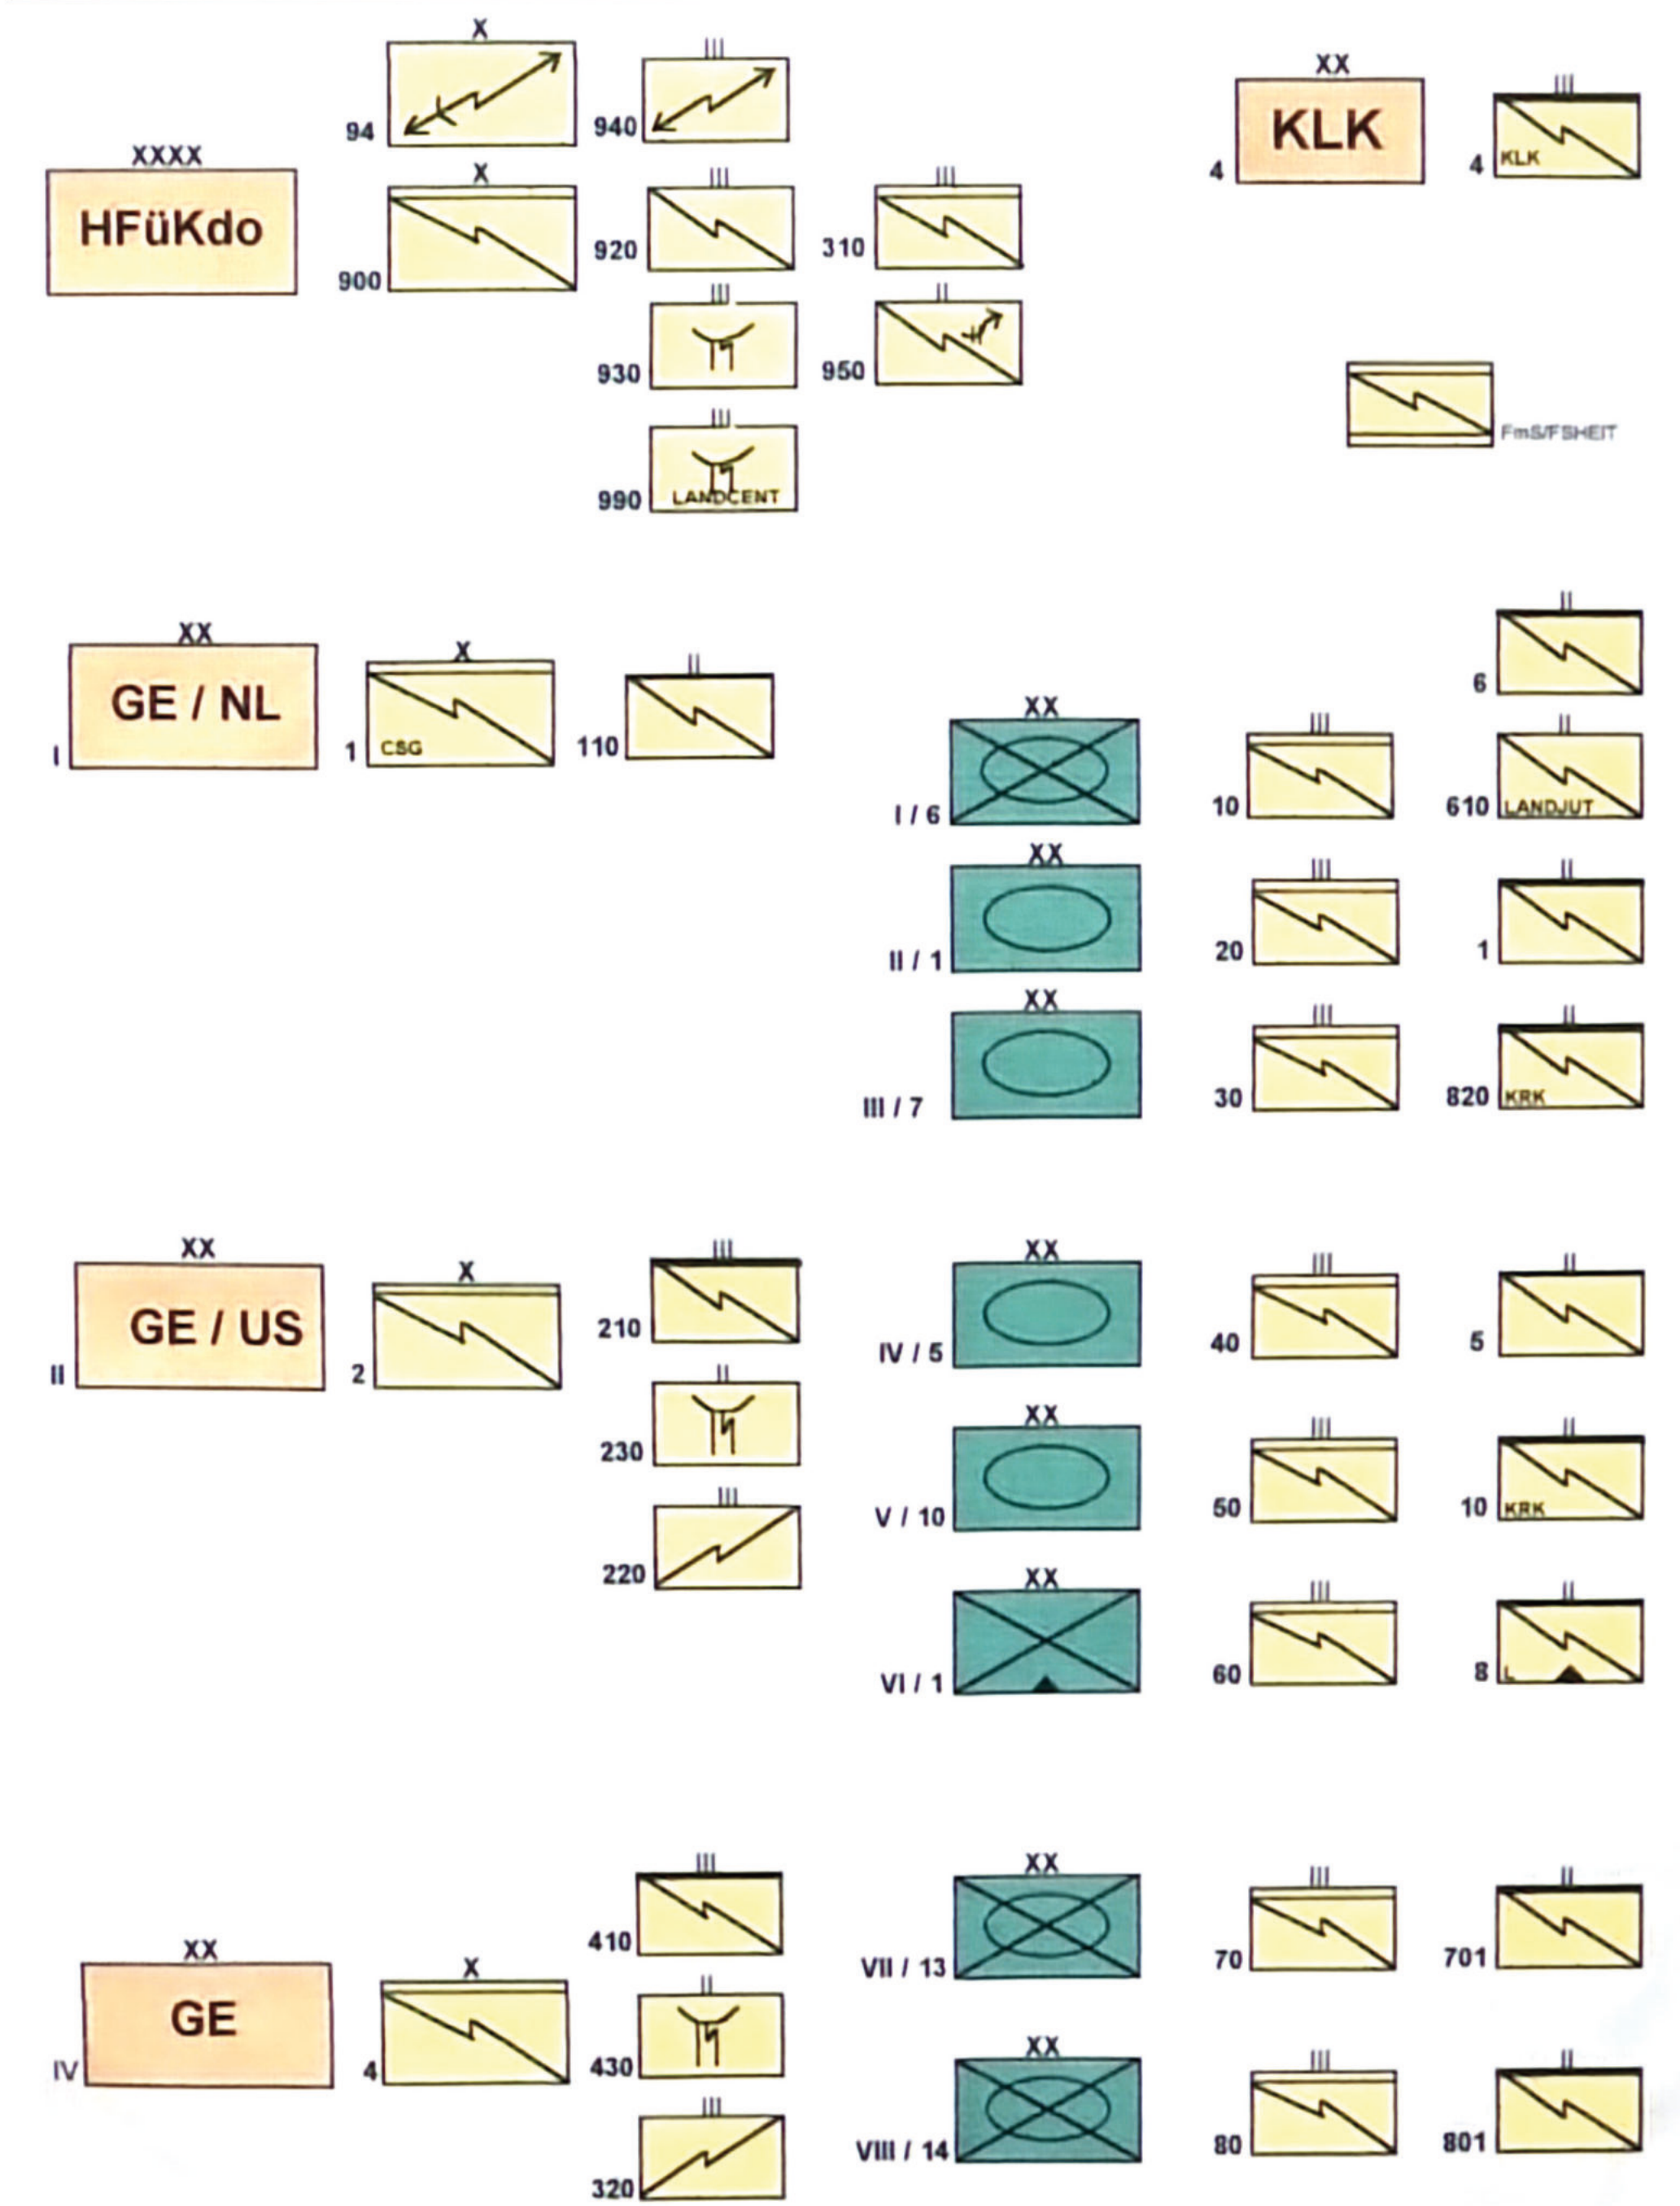 X
94
III
940
XX
KLK
4
III
KLK
4
XXXX
HFüKdo
X
900
III
920
III
310
III
930
II
950
FmS/FSHEIT
III
990
LANDCENT
XX
GE / NL
I
X
1
CSG
II
110
XX
I / 6
III
10
II
6
II
610
LANDJUT
XX
II / 1
III
20
II
1
XX
III / 7
III
30
II
820
KRK
XX
GE / US
II
X
2
III
210
II
230
III
220
XX
IV / 5
III
40
II
5
XX
V / 10
III
50
II
10
KRK
XX
VI / 1
III
60
II
8
L
XX
GE
IV
X
4
III
410
II
430
III
320
XX
VII / 13
III
70
II
701
XX
VIII / 14
III
80
II
801